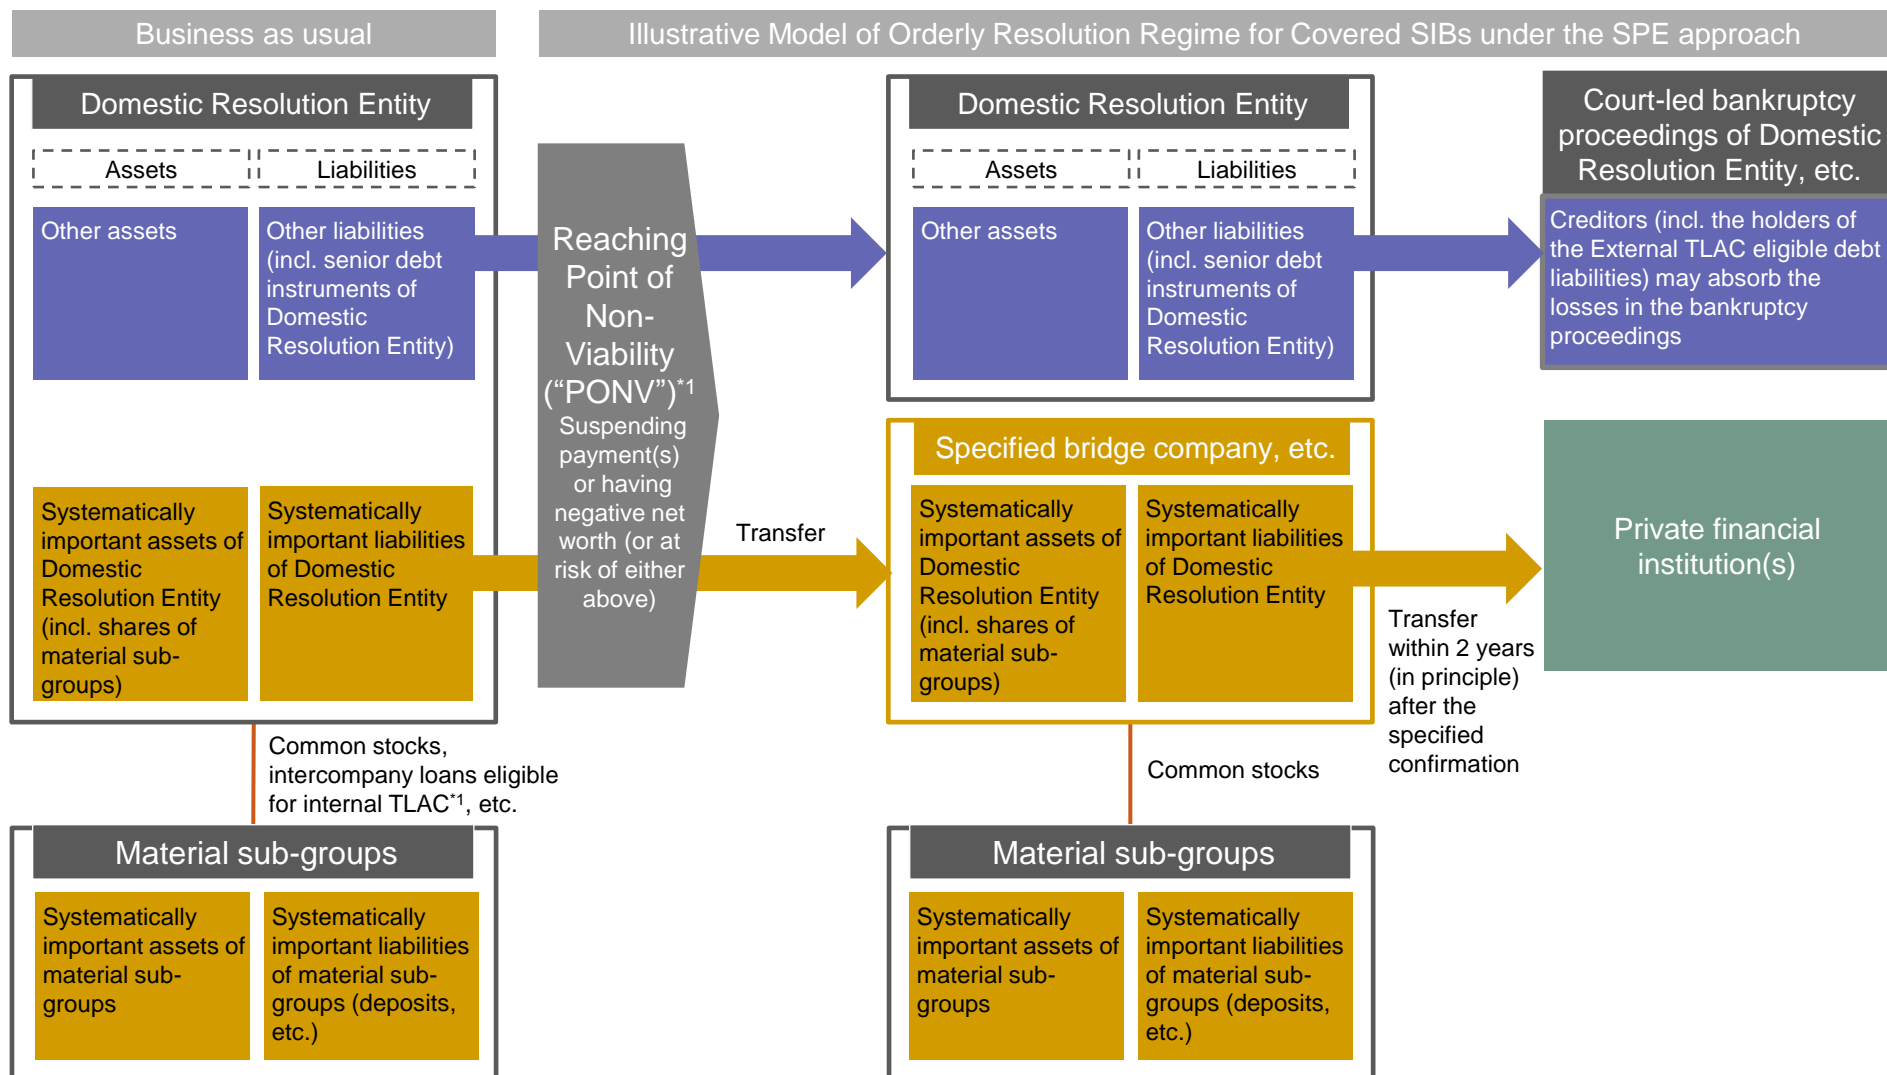 Business as usual
Illustrative Model of Orderly Resolution Regime for Covered SIBs under the SPE approach
Domestic Resolution Entity
Assets
Liabilities
Other assets
Other liabilities
(incl. senior debt
instruments of
Domestic
Resolution Entity)
Systematically
important assets of
Domestic
Resolution Entity
(incl. shares of
material sub-
groups)
Systematically
important liabilities
of Domestic
Resolution Entity
Common stocks,
intercompany loans eligible
for internal TLAC*1, etc.
Material sub-groups
Systematically
important assets of
material sub-
groups
Systematically
important liabilities
of material sub-
groups (deposits,
etc.)
Reaching
Point of
Non-
Viability
(“PONV”)*1
Suspending
payment(s)
or having
negative net
worth (or at
risk of either
above)
Transfer
Domestic Resolution Entity
Assets
Liabilities
Other assets
Other liabilities
(incl. senior debt
instruments of
Domestic
Resolution Entity)
Specified bridge company, etc.
Systematically
important assets of
Domestic
Resolution Entity
(incl. shares of
material sub-
groups)
Systematically
important liabilities
of Domestic
Resolution Entity
Common stocks
Material sub-groups
Systematically
important assets of
material sub-
groups
Systematically
important liabilities
of material sub-
groups (deposits,
etc.)
Court-led bankruptcy
proceedings of Domestic
Resolution Entity, etc.
Creditors (incl. the holders of
the External TLAC eligible debt
liabilities) may absorb the
losses in the bankruptcy
proceedings
Private financial
institution(s)
Transfer
within 2 years
(in principle)
after the
specified
confirmation